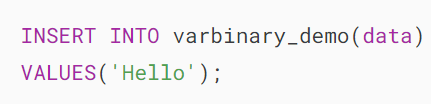 INSERT INTO varbinary_demo(data)
VALUES('Hello');